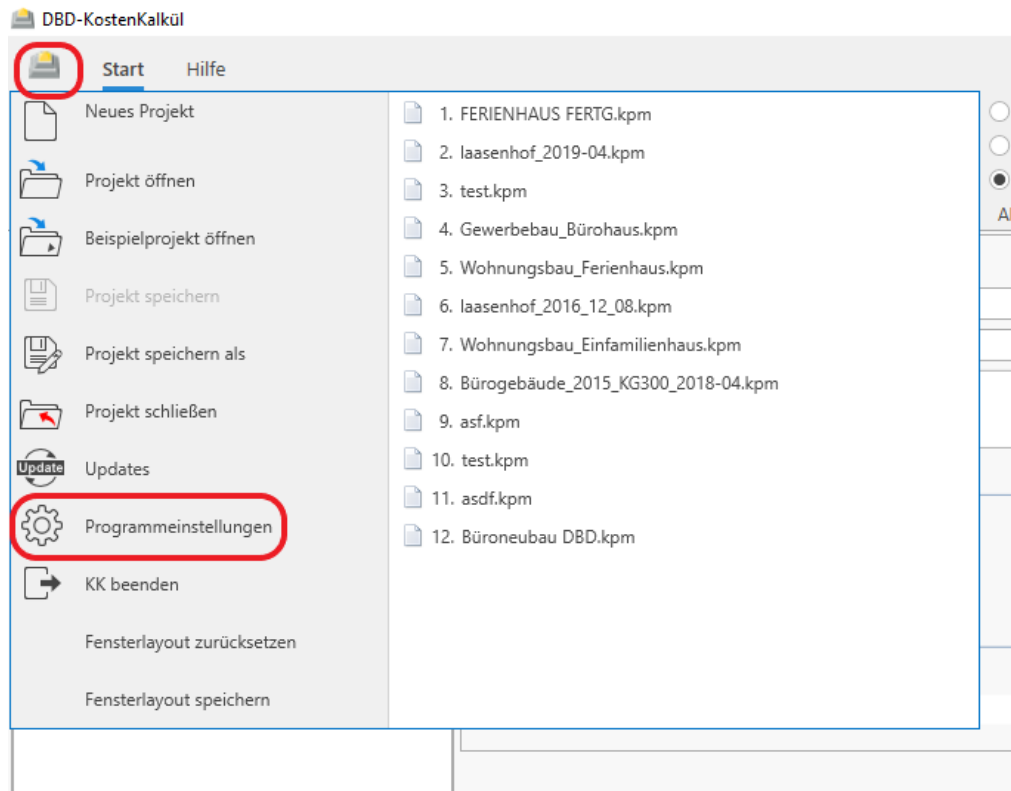 DBD-KostenKalkül
Start Hilfe
Neues Projekt
Projekt öffnen
Beispielprojekt öffnen
Projekt speichern
Projekt speichern als
Projekt schließen
Update Updates
Programmeinstellungen
KK beenden
Fensterlayout zurücksetzen
Fensterlayout speichern
1. FERIENHAUS FERTG.kpm
2. laasenhof_2019-04.kpm
3. test.kpm
4. Gewerbebau_Bürohaus.kpm
5. Wohnungsbau_Ferienhaus.kpm
6. laasenhof_2016_12_08.kpm
7. Wohnungsbau_Einfamilienhaus.kpm
8. Bürogebäude_2015_KG300_2018-04.kpm
9. asf.kpm
10. test.kpm
11. asdf.kpm
12. Büroneubau DBD.kpm